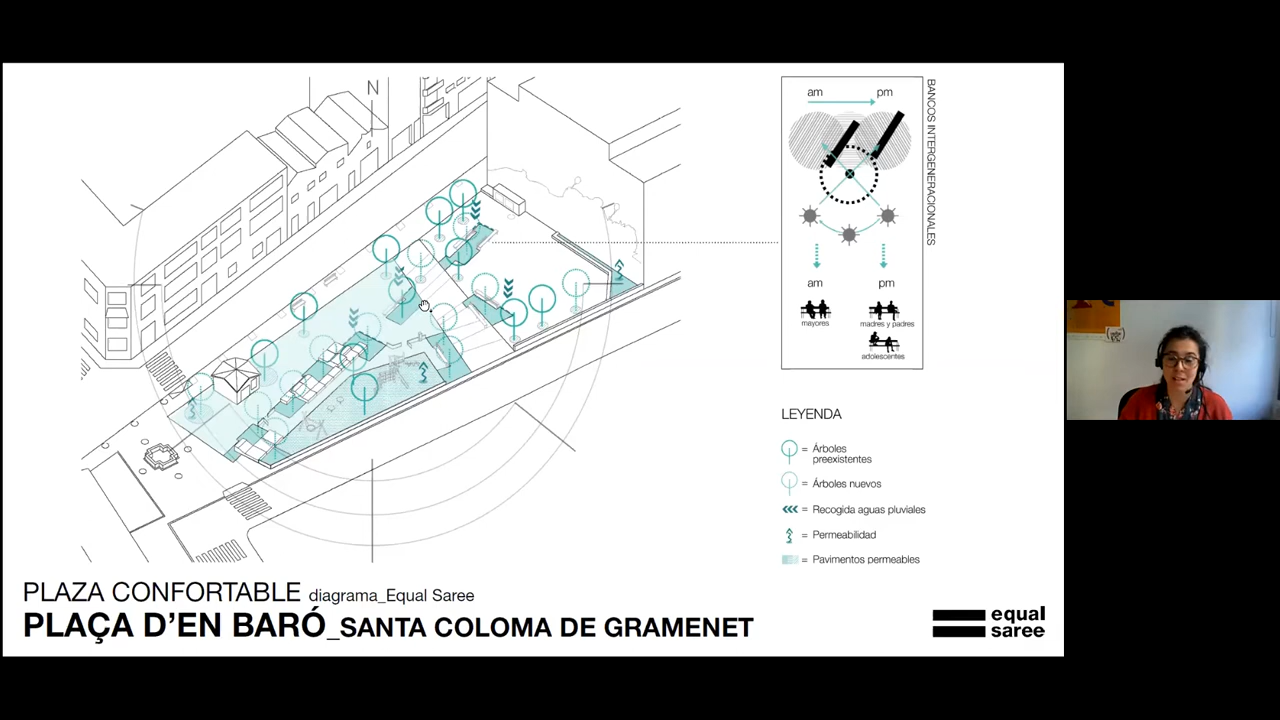 N
am pm
BANCOS INTERGENERACIONALES
am pm
mayores
madres y padres
adolescentes
LEYENDA
= Árboles
preexistentes
= Árboles nuevos
= Recogida aguas pluviales
= Permeabilidad
= Pavimentos permeables
PLAZA CONFORTABLE diagrama_Equal Saree
PLAÇA D'EN BARÓ_SANTA COLOMA DE GRAMENET
equal
saree